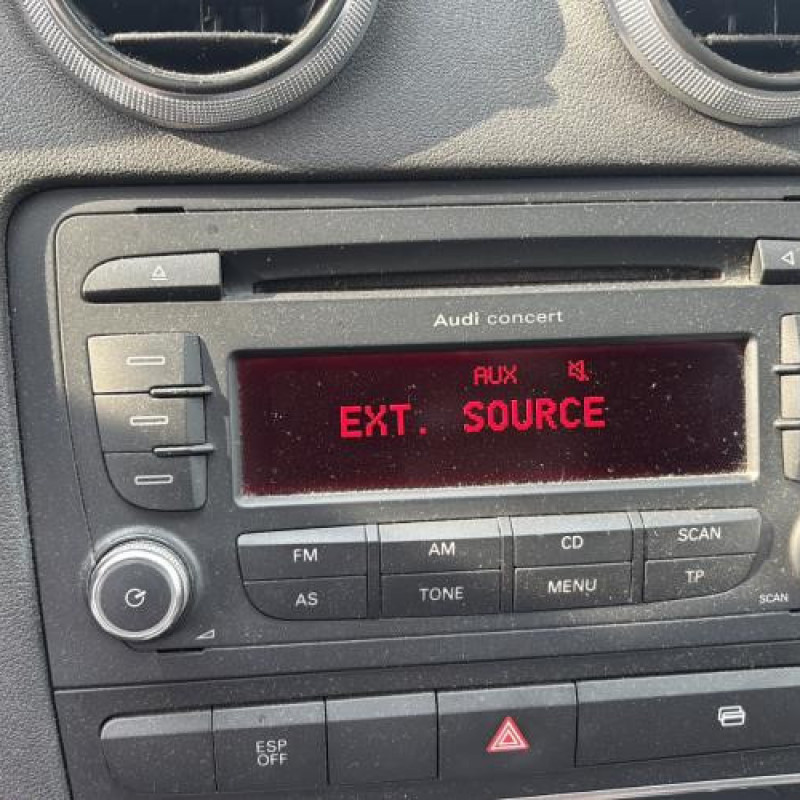 Audi concert
AUX
EXT. SOURCE
FM AM CD SCAN
AS TONE MENU TP
SCAN
ESP
OFF